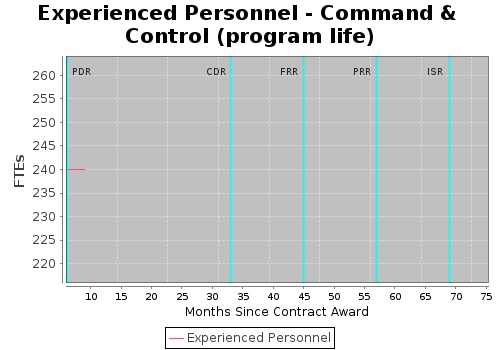 Experienced Personnel - Command &
Control (program life)
PDR CDR FRR PRR ISR
260
255
250
245
240
235
230
225
220
FTEs
10 15 20 25 30 35 40 45 50 55 60 65 70 75
Months Since Contract Award
Experienced Personnel